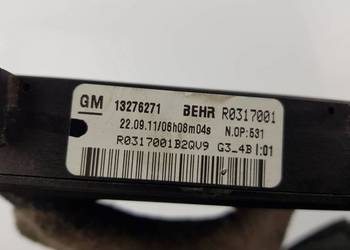 GM 13276271 BEHR R0317001
22.09.11/06h08m04s N.OP:531
R0317001B2QV9 G3_4B|:01